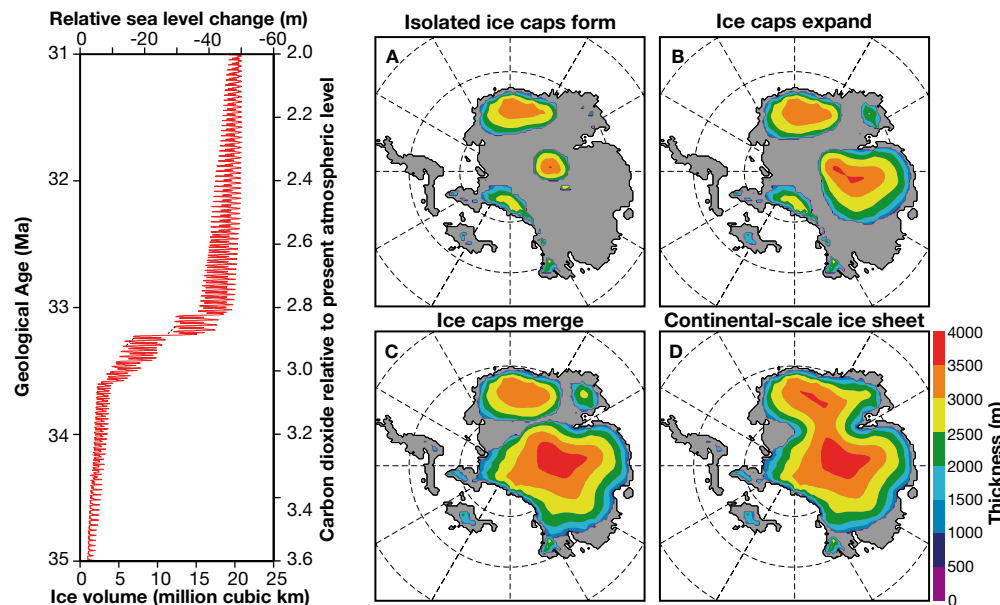 Relative sea level change (m)
0 -20 -40 -60
31
32
33
34
35
Geological Age (Ma)
2.0
2.2
2.4
2.6
2.8
3.0
3.2
3.4
3.6
Carbon dioxide relative to present atmospheric level
0 5 10 15 20 25
Ice volume (million cubic km)
Isolated ice caps form
A
Ice caps expand
B
Ice caps merge
C
Continental-scale ice sheet
D
4000
3500
3000
2500
2000
1500
1000
500
0
Thickness (m)